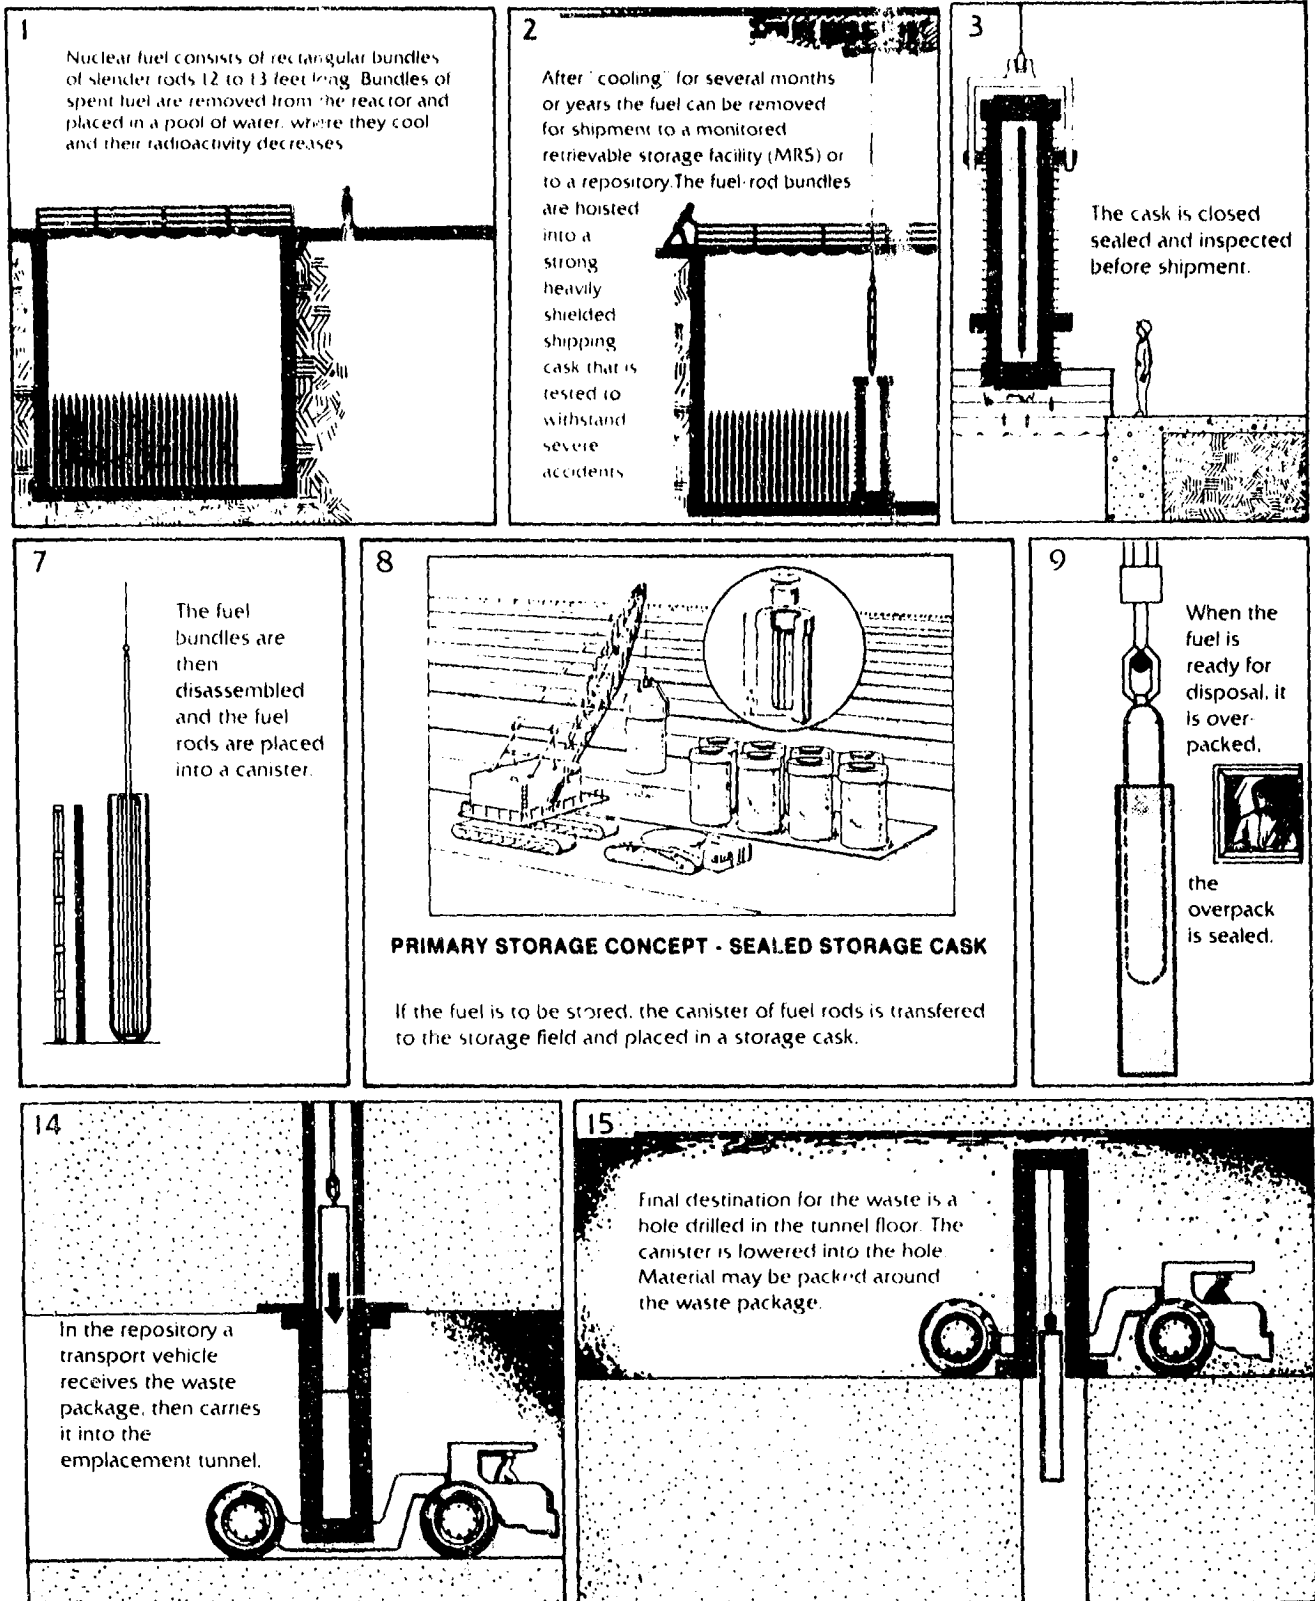 1
Nuclear fuel consists of rectangular bundles
of slender rods 12 to 13 feet long. Bundles of
spent fuel are removed from the reactor and
placed in a pool of water, where they cool
and their radioactivity decreases
2
After "cooling" for several months
or years the fuel can be removed
for shipment to a monitored
retrievable storage facility (MRS) or
to a repository. The fuel-rod bundles
are hoisted
into a
strong
heavily
shielded
shipping
cask that is
tested to
withstand
severe
accidents
3
The cask is closed
sealed and inspected
before shipment.
7
The fuel
bundles are
then
disassembled
and the fuel
rods are placed
into a canister.
8
PRIMARY STORAGE CONCEPT - SEALED STORAGE CASK
If the fuel is to be stored, the canister of fuel rods is transfered
to the storage field and placed in a storage cask.
9
When the
fuel is
ready for
disposal, it
is over-
packed,
the
overpack
is sealed.
14
In the repository a
transport vehicle
receives the waste
package, then carries
it into the
emplacement tunnel.
15
Final destination for the waste is a
hole drilled in the tunnel floor. The
canister is lowered into the hole.
Material may be packed around
the waste package.